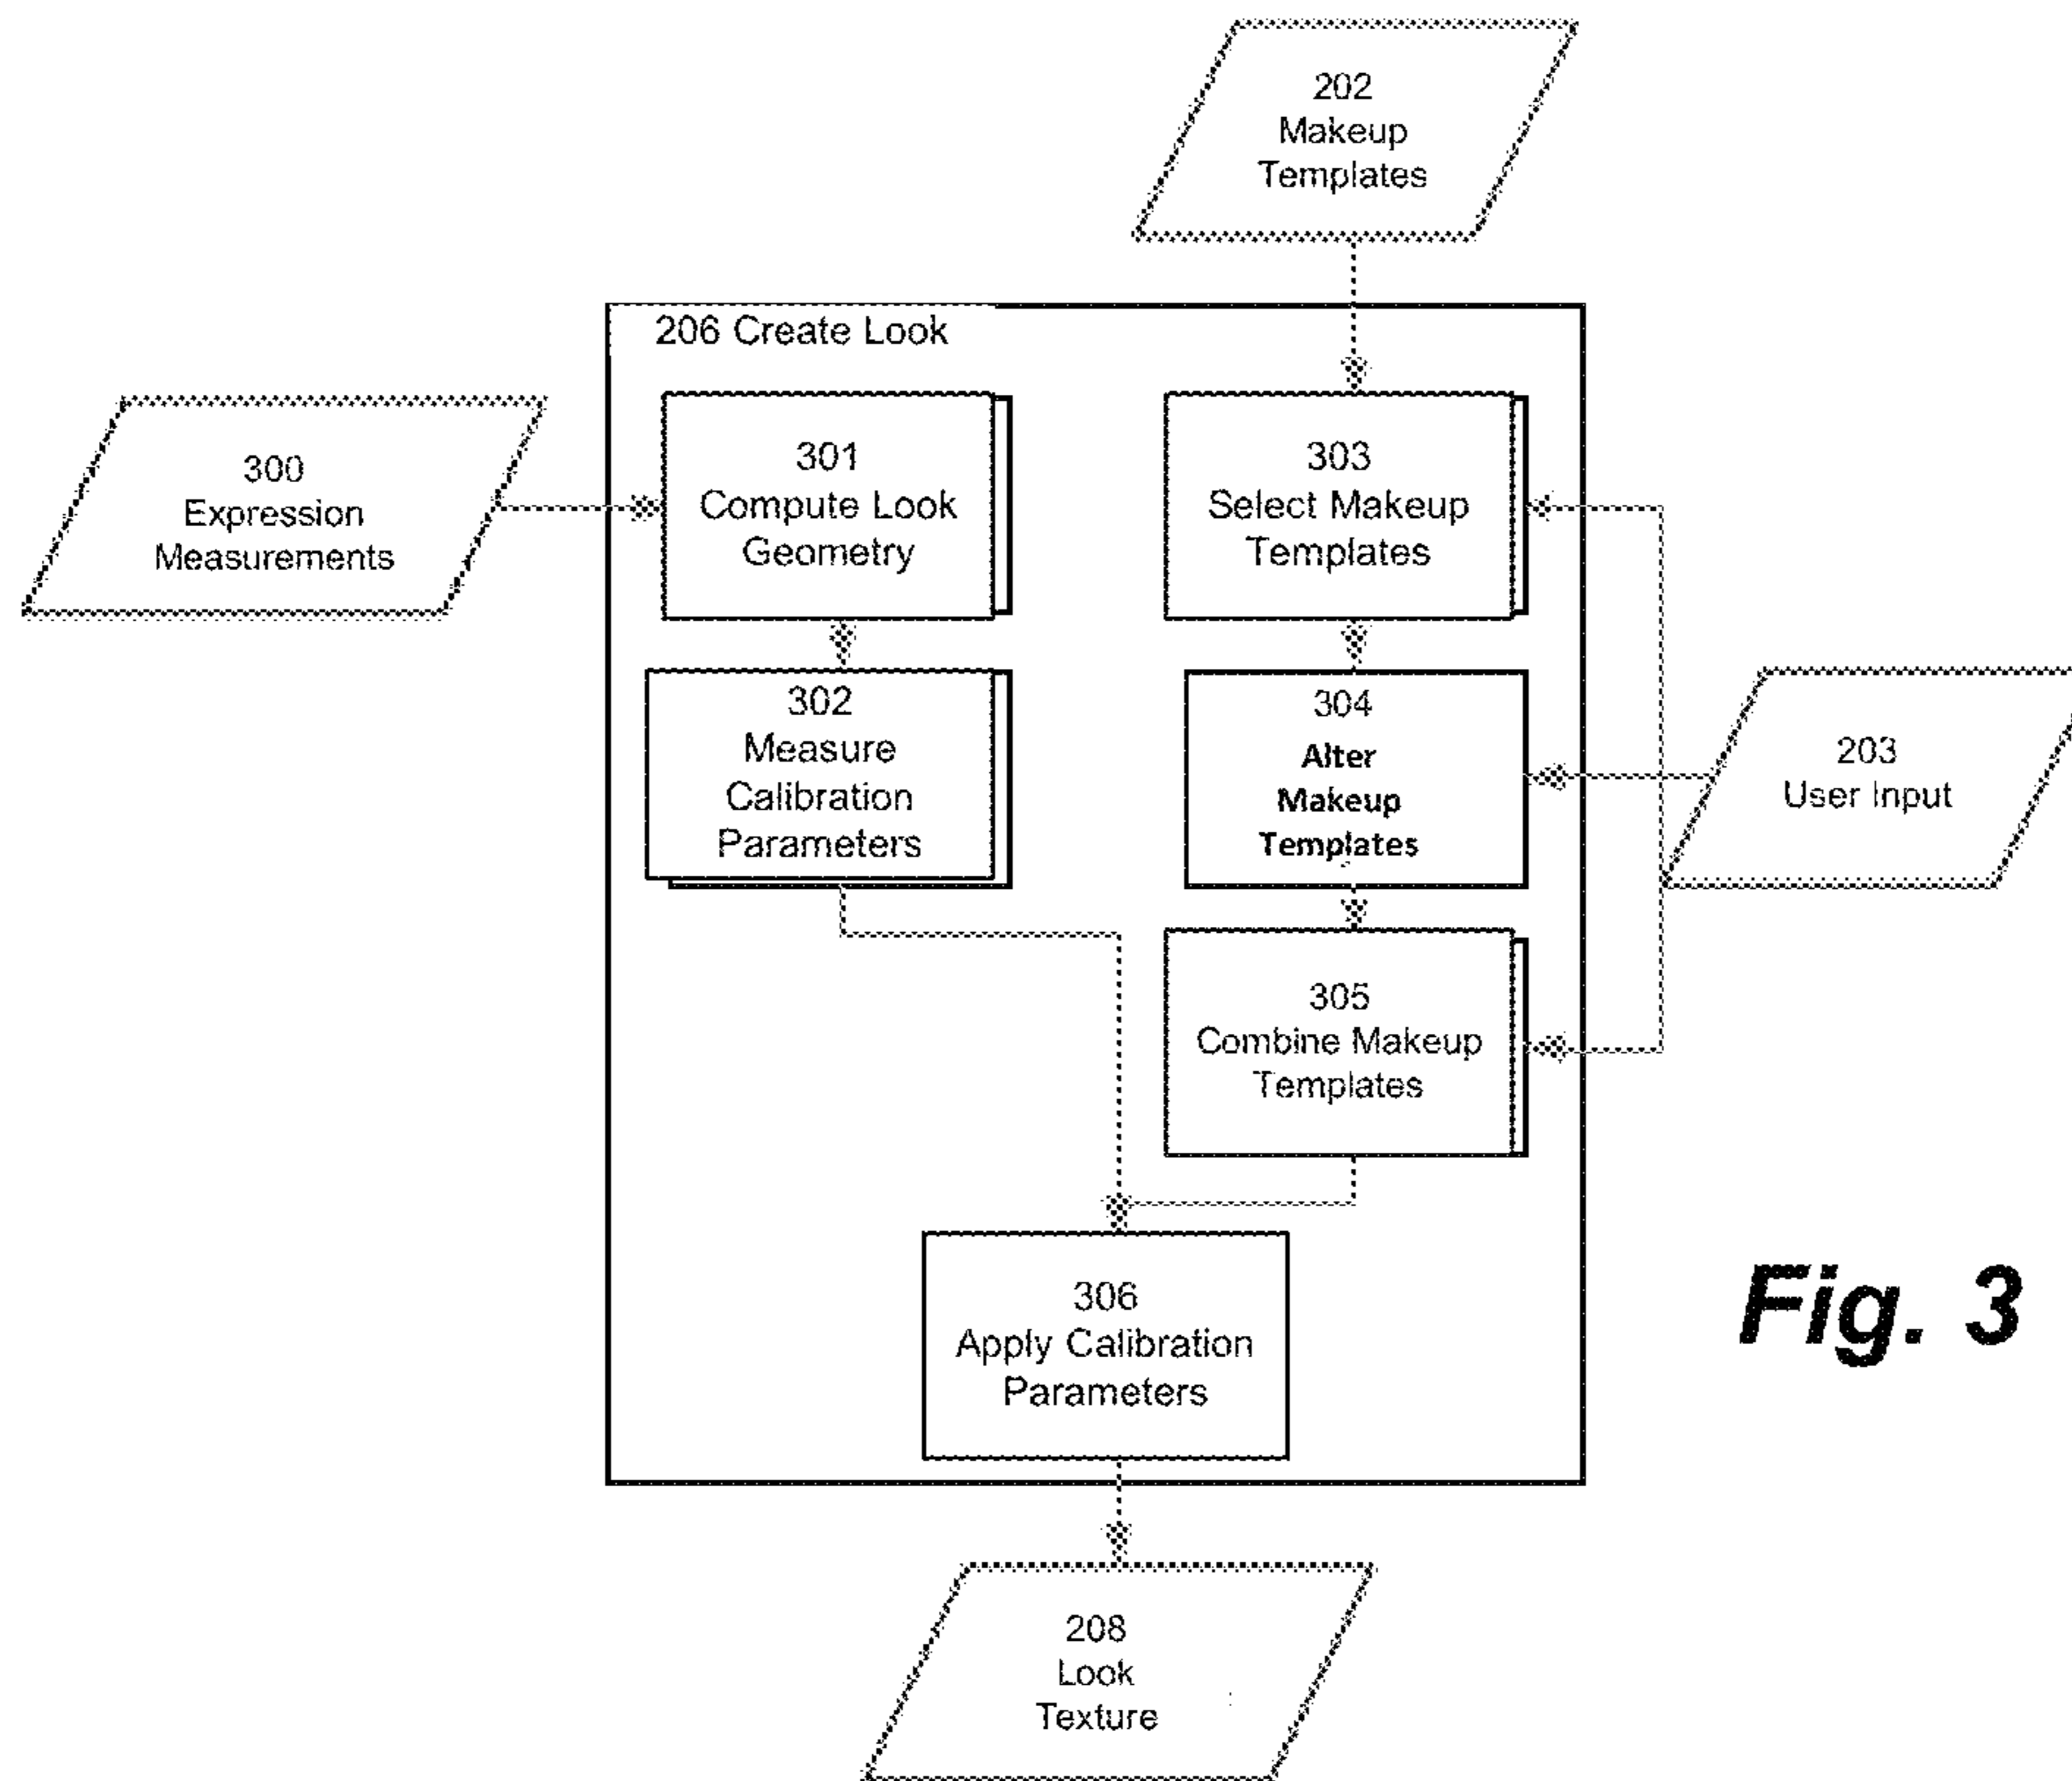 202
Makeup
Templates
206 Create Look
300
Expression
Measurements
301
Compute Look
Geometry
303
Select Makeup
Templates
302
Measure
Calibration
Parameters
304
Alter
Makeup
Templates
203
User Input
305
Combine Makeup
Templates
306
Apply Calibration
Parameters
Fig. 3
208
Look
Texture